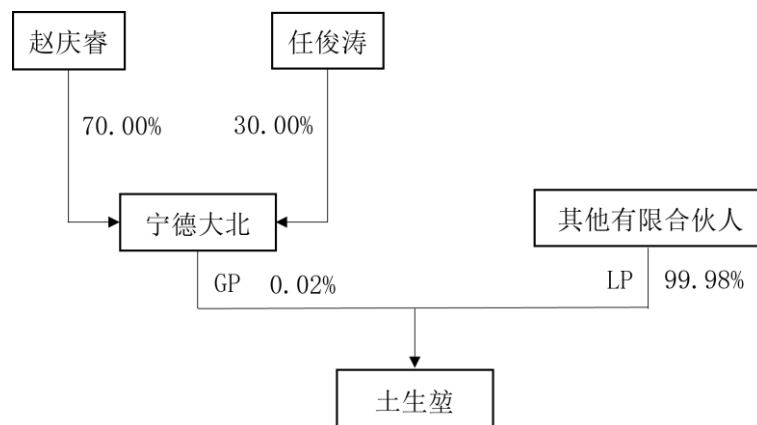 赵庆睿
任俊涛
70.00%
30.00%
宁德大北
其他有限合伙人
GP 0.02%
LP 99.98%
土生堃